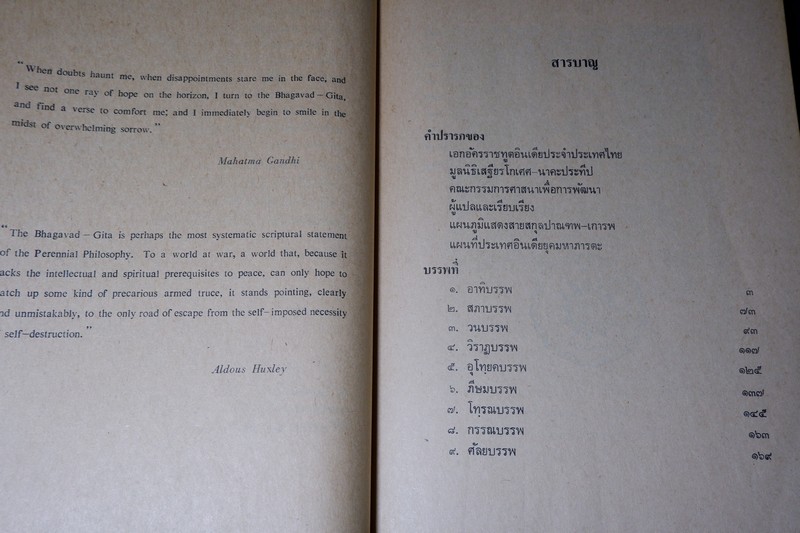 "When doubts haunt me, when disappointments stare me in the face, and
I see not one ray of hope on the horizon, I turn to the Bhagavad – Gita,
and find a verse to comfort me; and I immediately begin to smile in the
midst of overwhelming sorrow."
Mahatma Gandhi
"The Bhagavad – Gita is perhaps the most systematic scriptural statement
of the Perennial Philosophy. To a world at war, a world that, because it
acks the intellectual and spiritual prerequisites to peace, can only hope to
atch up some kind of precarious armed truce, it stands pointing, clearly
nd unmistakably, to the only road of escape from the self-imposed necessity
self-destruction."
Aldous Huxley
สารบาญ
คำปรารภของ
เอกอัครราชทูตอินเดียประจำประเทศไทย
มูลนิธิเสฐียรโกเศศ-นาคะประทีป
คณะกรรมการศาสนาเพื่อการพัฒนา
ผู้แปลและเรียบเรียง
แผนภูมิแสดงสายสกุลปาณฑพ-เการพ
แผนที่ประเทศอินเดียยุคมหาภารตะ
บรรพที่
๑. อาทิบรรพ ๓
๒. สภาบรรพ ๗๓
๓. วนบรรพ ๙๓
๔. วิราฏบรรพ ๑๑๗
๕. อุโทยคบรรพ ๑๒๕
๖. ภีษมบรรพ ๑๓๗
๗. โทฺรณบรรพ ๑๔๕
๘. กรรณบรรพ ๑๖๓
๙. ศัลยบรรพ ๑๖๙